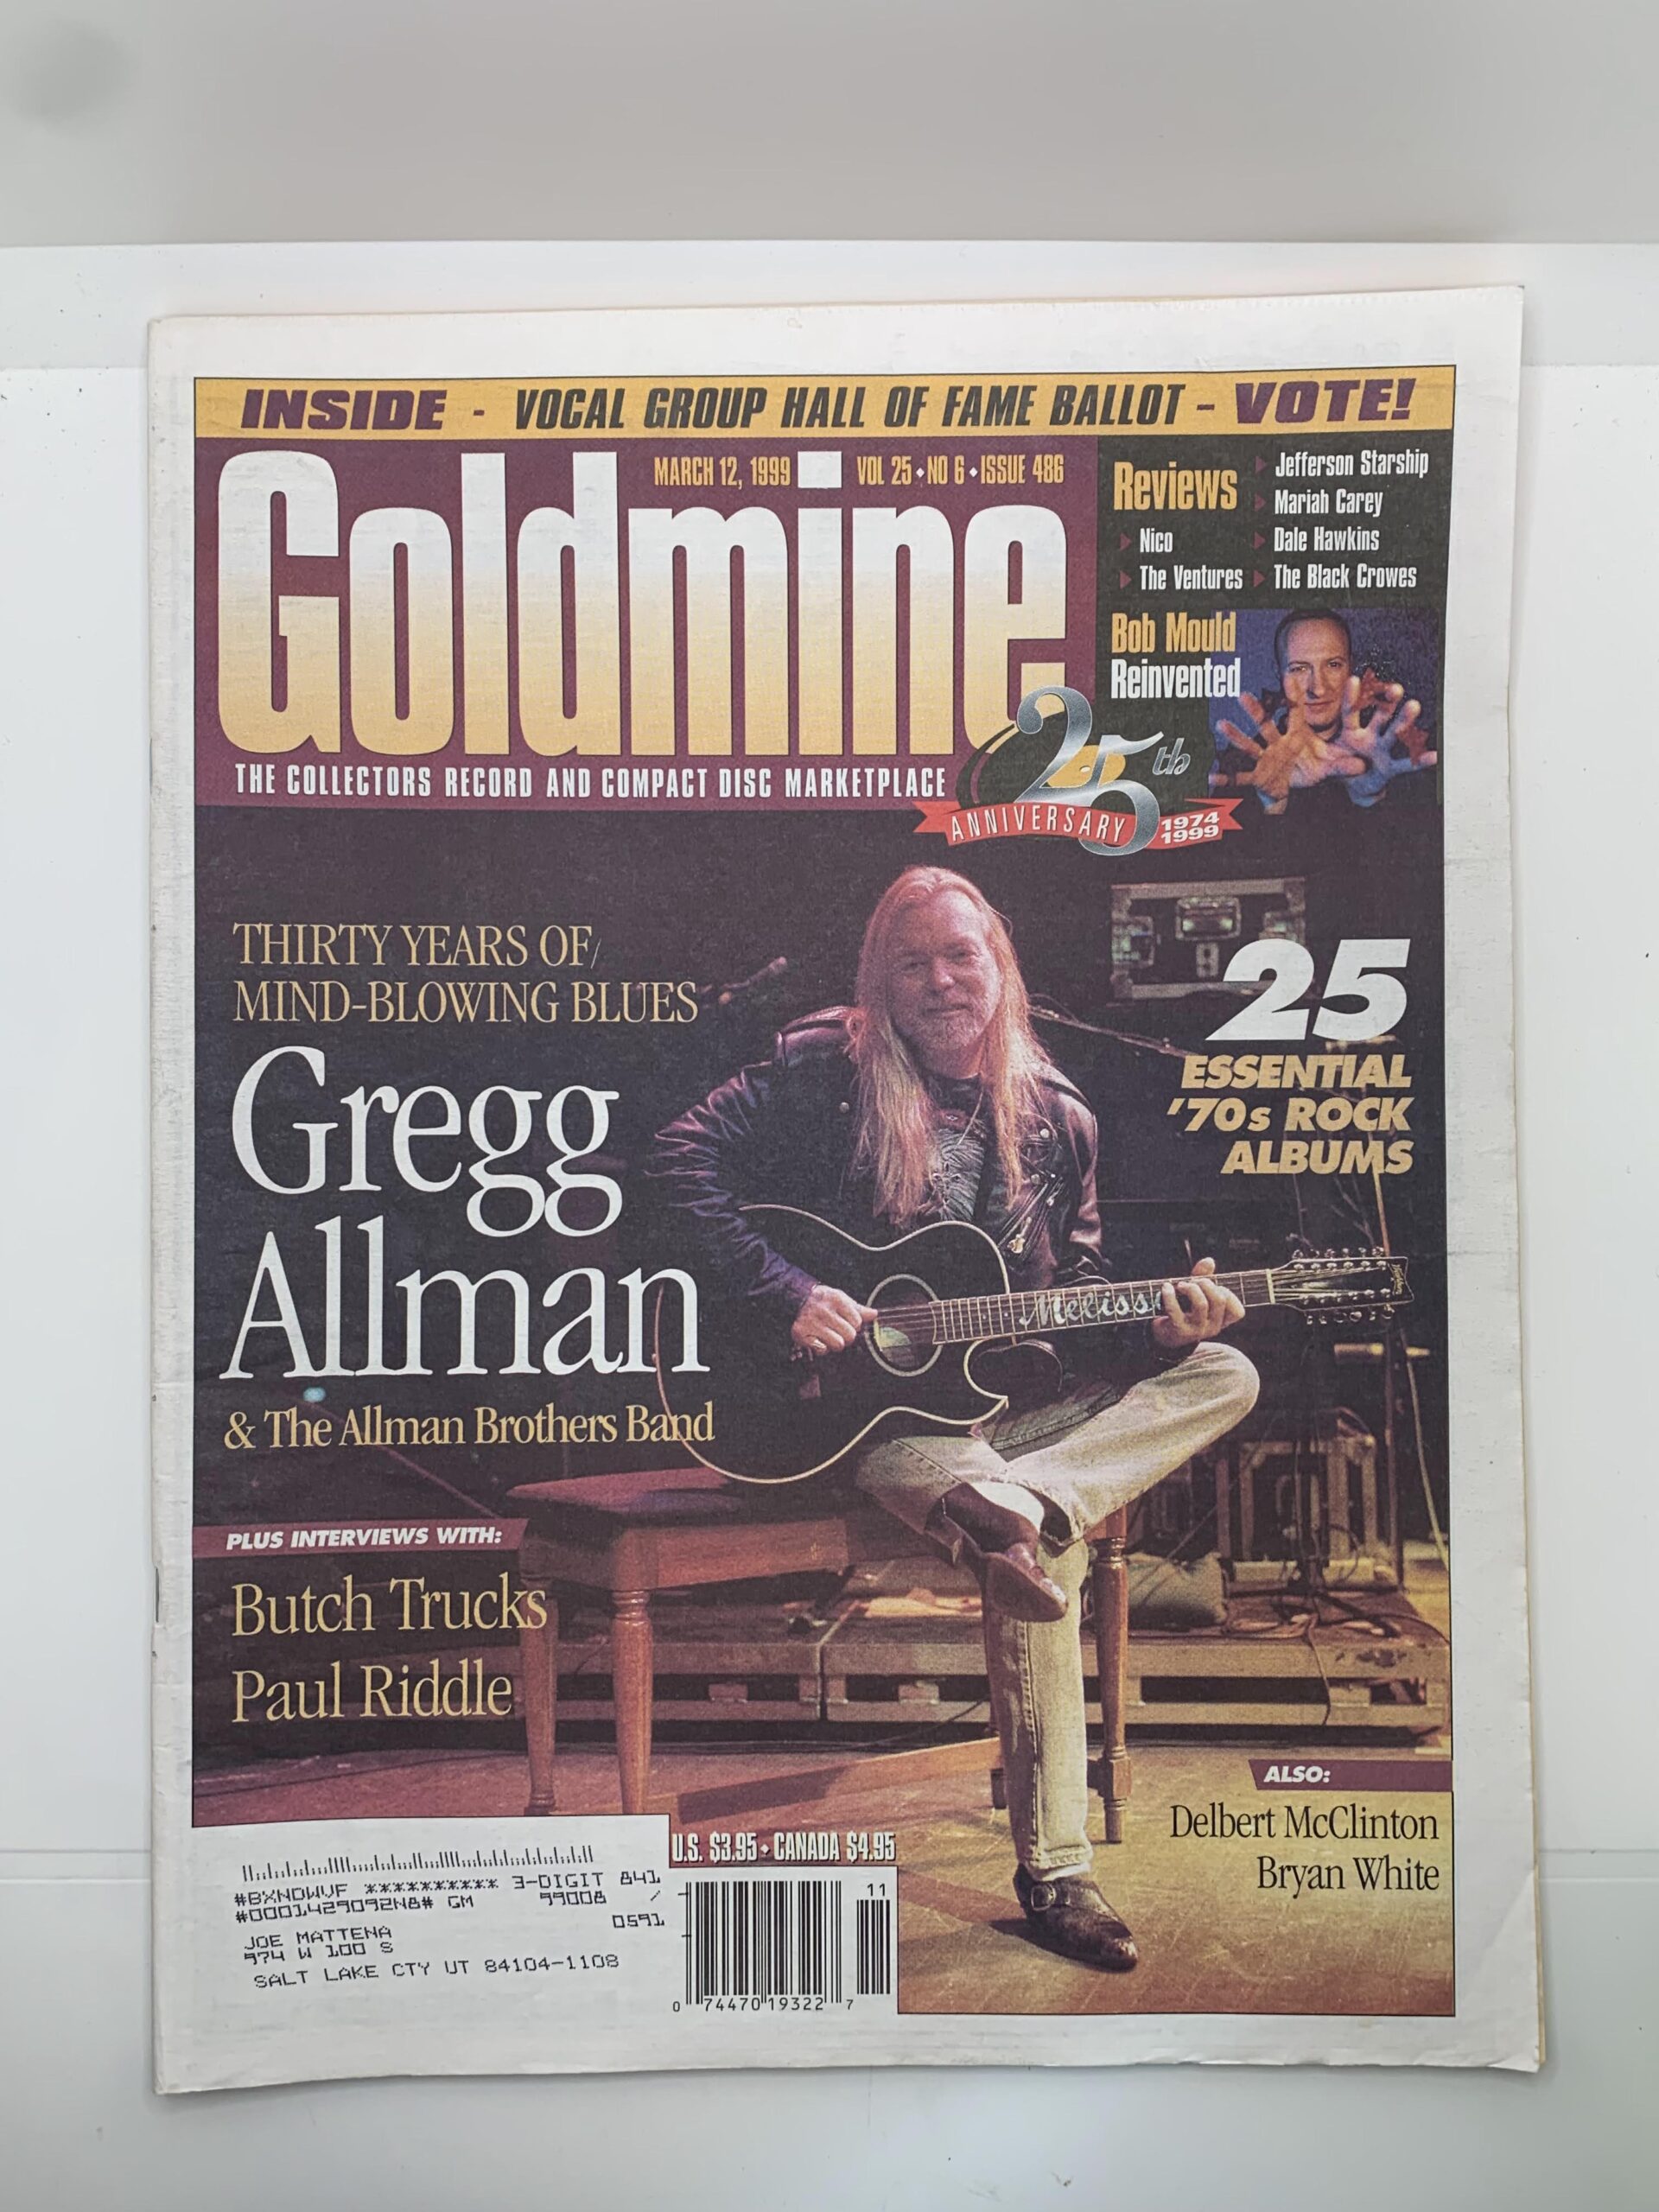 INSIDE - VOCAL GROUP HALL OF FAME BALLOT - VOTE!
MARCH 12, 1999 VOL 25 • NO 6 • ISSUE 486
Goldmine
THE COLLECTORS RECORD AND COMPACT DISC MARKETPLACE
25th
ANNIVERSARY
1974
1999
Reviews
Nico
The Ventures
Jefferson Starship
Mariah Carey
Dale Hawkins
The Black Crowes
Bob Mould
Reinvented
THIRTY YEARS OF
MIND-BLOWING BLUES
Gregg
Allman
& The Allman Brothers Band
25
ESSENTIAL
'70s ROCK
ALBUMS
Melissa
PLUS INTERVIEWS WITH:
Butch Trucks
Paul Riddle
ALSO:
Delbert McClinton
Bryan White
U.S. $3.95 • CANADA $4.95
#BXNDWVF ********** 3-DIGIT 841
#0001429092N8# GM 99008
0591
JOE MATTENA
974 W 100 S
SALT LAKE CTY UT 84104-1108
11
0 74470 19322 7